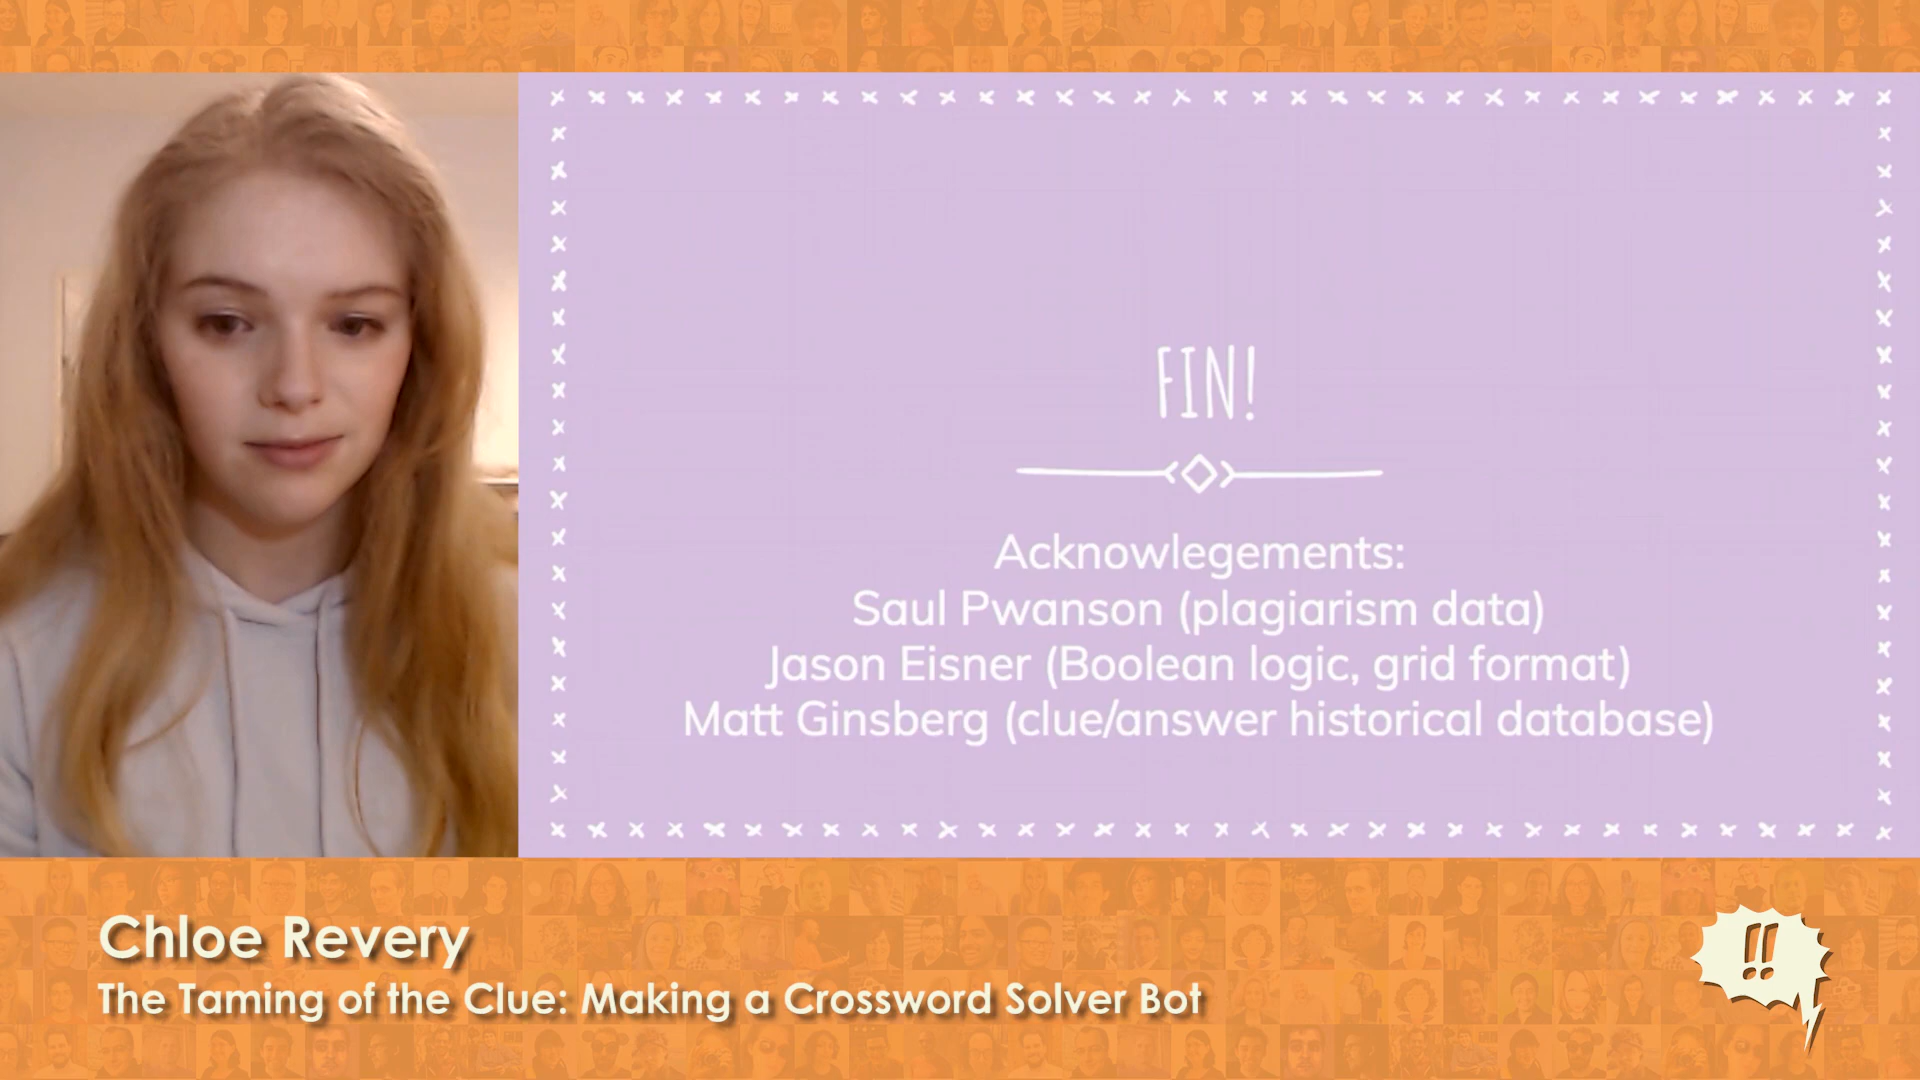 FIN!
Acknowlegements:
Saul Pwanson (plagiarism data)
Jason Eisner (Boolean logic, grid format)
Matt Ginsberg (clue/answer historical database)
Chloe Revery
The Taming of the Clue: Making a Crossword Solver Bot
!!